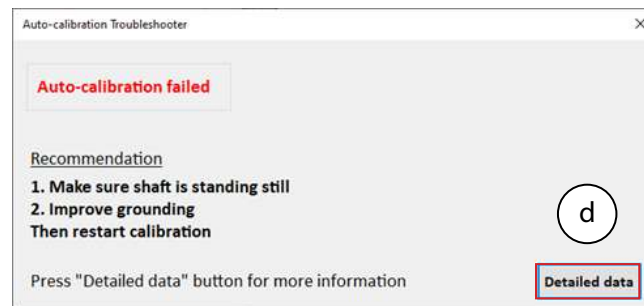 Auto-calibration Troubleshooter
Auto-calibration failed
Recommendation
1. Make sure shaft is standing still
2. Improve grounding
Then restart calibration
d
Press "Detailed data" button for more information
Detailed data